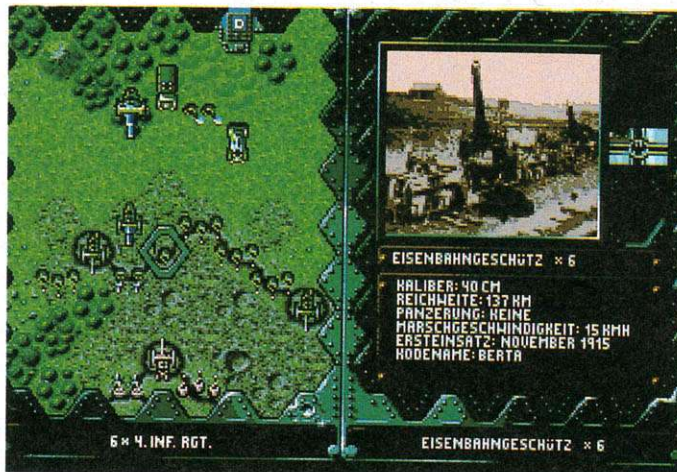 D
EISENBAHNGESCHÜTZ × 6
KALIBER: 40 CM
REICHWEITE: 137 KM
PANZERUNG: KEINE
MARSCHGESCHWINDIGKEIT: 15 KMH
ERSTEINSATZ: NOVEMBER 1915
KODENAME: BERTA
6 × 4. INF. RGT.
EISENBAHNGESCHÜTZ × 6